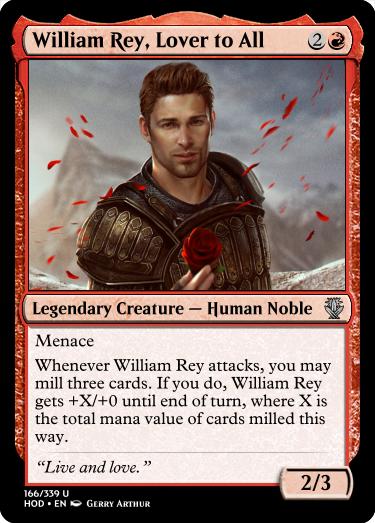 William Rey, Lover to All 2
Legendary Creature — Human Noble
Menace
Whenever William Rey attacks, you may
mill three cards. If you do, William Rey
gets +X/+0 until end of turn, where X is
the total mana value of cards milled this
way.
“Live and love.”
2/3
166/339 U
HOD • EN Gerry Arthur